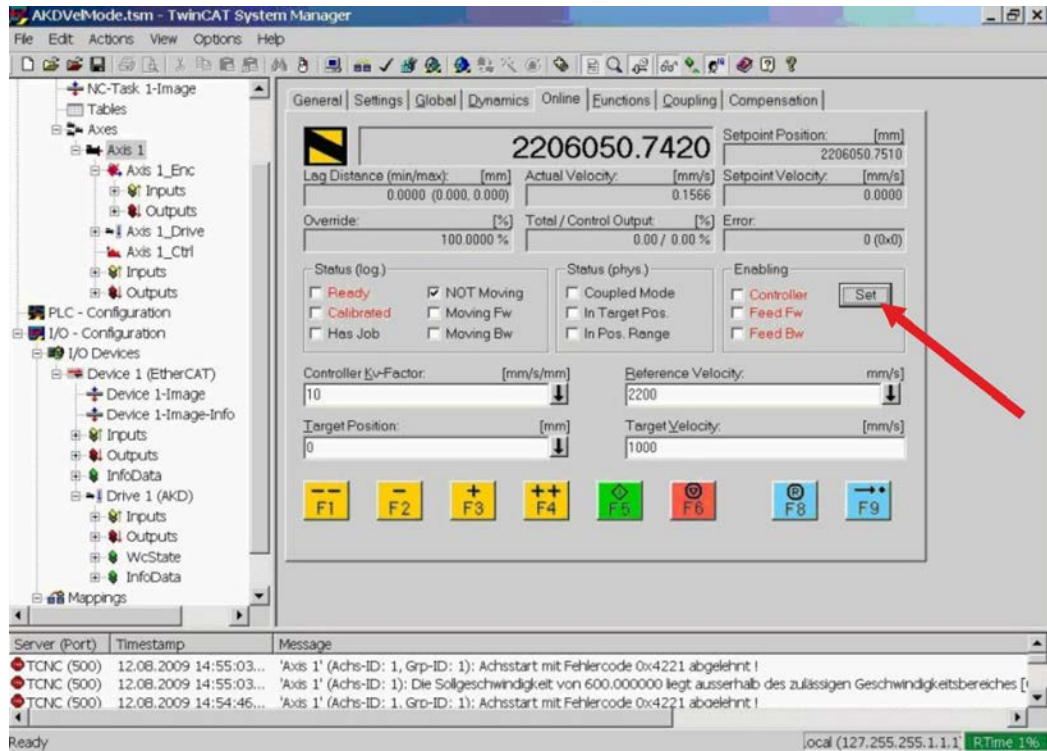 AKDVelMode.tsm - TwinCAT System Manager
File Edit Actions View Options Help
NC-Task 1-Image
Tables
Axes
Axis 1
Axis 1_Enc
Inputs
Outputs
Axis 1_Drive
Axis 1_Ctrl
Inputs
Outputs
PLC - Configuration
I/O - Configuration
I/O Devices
Device 1 (EtherCAT)
Device 1-Image
Device 1-Image-Info
Inputs
Outputs
InfoData
Drive 1 (AKD)
Inputs
Outputs
WcState
InfoData
Mappings
General Settings Global Dynamics Online Functions Coupling Compensation
2206050.7420
Setpoint Position: [mm]
2206050.7510
Lag Distance (min/max): [mm] Actual Velocity: [mm/s] Setpoint Velocity: [mm/s]
0.0000 (0.000, 0.000) 0.1566 0.0000
Override: [%] Total / Control Output: [%] Error:
100.0000 % 0.00 / 0.00 % 0 (0x0)
Status (log.) Status (phys.) Enabling
Ready NOT Moving Coupled Mode Controller Set
Calibrated Moving Fw In Target Pos. Feed Fw
Has Job Moving Bw In Pos. Range Feed Bw
Controller Kv-Factor: [mm/s/mm] Reference Velocity: mm/s]
10 2200
Target Position: [mm] Target Velocity: [mm/s]
0 1000
-- - + ++
F1 F2 F3 F4 F5 F6 F8 F9
Server (Port) Timestamp Message
TCNC (500) 12.08.2009 14:55:03... 'Axis 1' (Achs-ID: 1, Grp-ID: 1): Achsstart mit Fehlercode 0x4221 abgelehnt !
TCNC (500) 12.08.2009 14:55:03... 'Axis 1' (Achs-ID: 1): Die Sollgeschwindigkeit von 600.000000 liegt ausserhalb des zulässigen Geschwindigkeitsbereiches [
TCNC (500) 12.08.2009 14:54:46... 'Axis 1' (Achs-ID: 1, Grp-ID: 1): Achsstart mit Fehlercode 0x4221 abgelehnt !
Ready ocal (127.255.255.1.1.1 RTime 1%